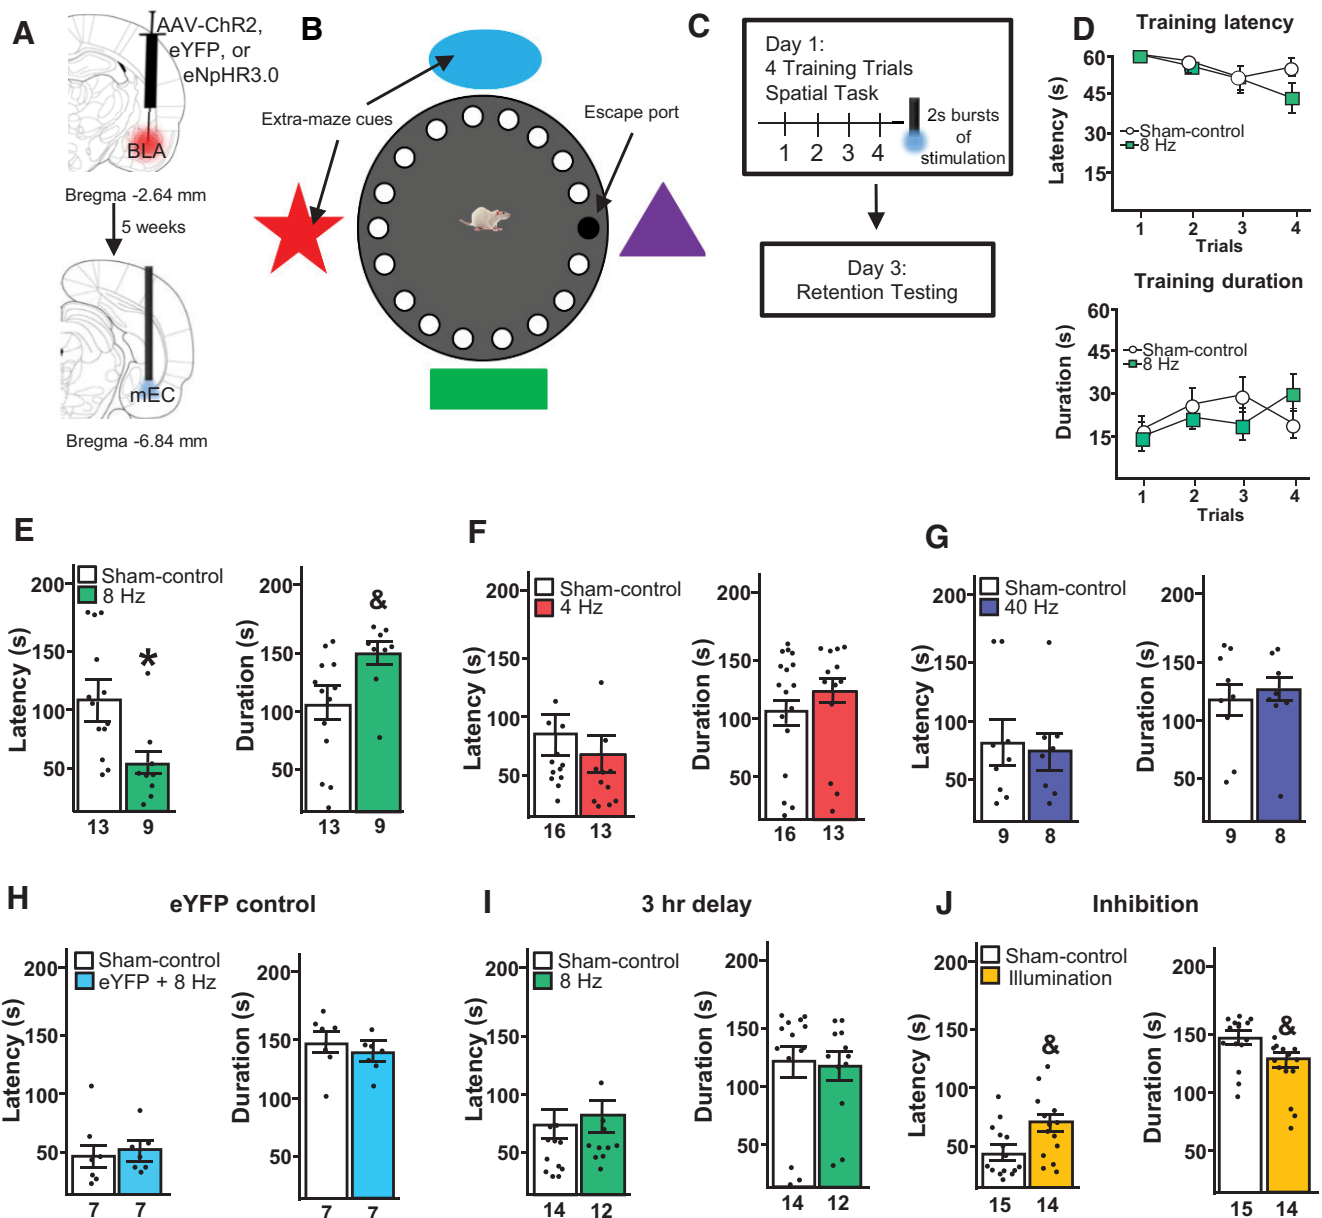 A
AAV-ChR2,
eYFP, or
eNpHR3.0
BLA
Bregma -2.64 mm
5 weeks
mEC
Bregma -6.84 mm
B
Extra-maze cues
Escape port
C
Day 1:
4 Training Trials
Spatial Task
1 2 3 4
2s bursts
of
stimulation
Day 3:
Retention Testing
D
Training latency
Latency (s)
60
45
30
15
Sham-control
8 Hz
1 2 3 4
Trials
Training duration
Duration (s)
60
45
30
15
Sham-control
8 Hz
1 2 3 4
Trials
E
Latency (s)
200
150
100
50
Sham-control
8 Hz
*
13 9
Duration (s)
200
150
100
50
&
13 9
F
Latency (s)
200
150
100
50
Sham-control
4 Hz
16 13
Duration (s)
200
150
100
50
16 13
G
Latency (s)
200
150
100
50
Sham-control
40 Hz
9 8
Duration (s)
200
150
100
50
9 8
H
eYFP control
Latency (s)
200
150
100
50
Sham-control
eYFP + 8 Hz
7 7
Duration (s)
200
150
100
50
7 7
I
3 hr delay
Latency (s)
200
150
100
50
Sham-control
8 Hz
14 12
Duration (s)
200
150
100
50
14 12
J
Inhibition
Latency (s)
200
150
100
50
Sham-control
Illumination
&
15 14
Duration (s)
200
150
100
50
&
15 14